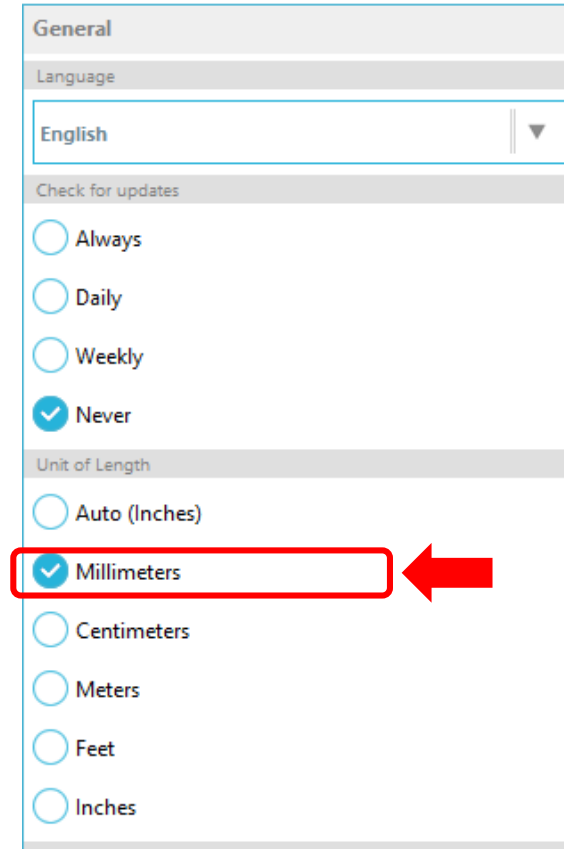 General
Language
English
Check for updates
Always
Daily
Weekly
Never
Unit of Length
Auto (Inches)
Millimeters
Centimeters
Meters
Feet
Inches